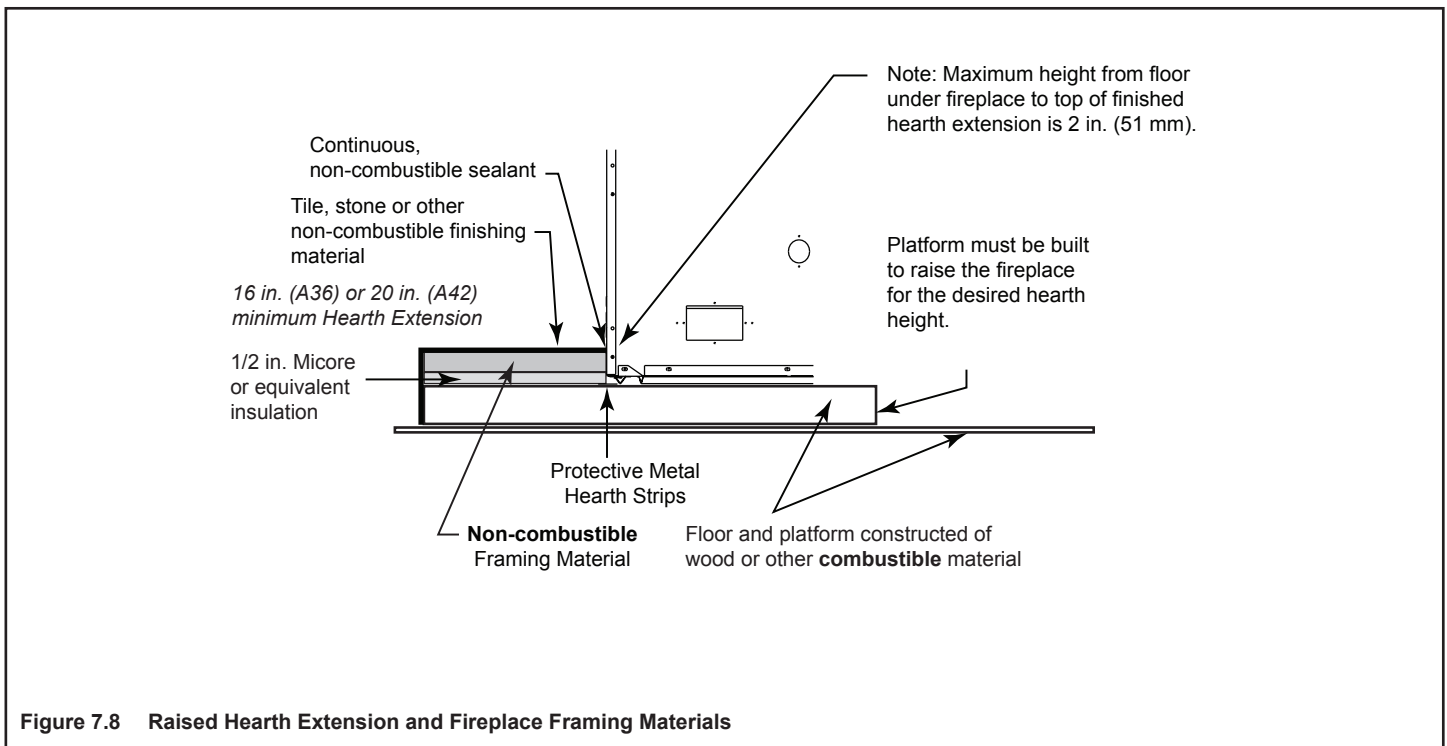 Note: Maximum height from floor
under fireplace to top of finished
hearth extension is 2 in. (51 mm).
Continuous,
non-combustible sealant
Tile, stone or other
non-combustible finishing
material
16 in. (A36) or 20 in. (A42)
minimum Hearth Extension
1/2 in. Micore
or equivalent
insulation
Platform must be built
to raise the fireplace
for the desired hearth
height.
Protective Metal
Hearth Strips
Non-combustible
Framing Material
Floor and platform constructed of
wood or other combustible material
Figure 7.8 Raised Hearth Extension and Fireplace Framing Materials